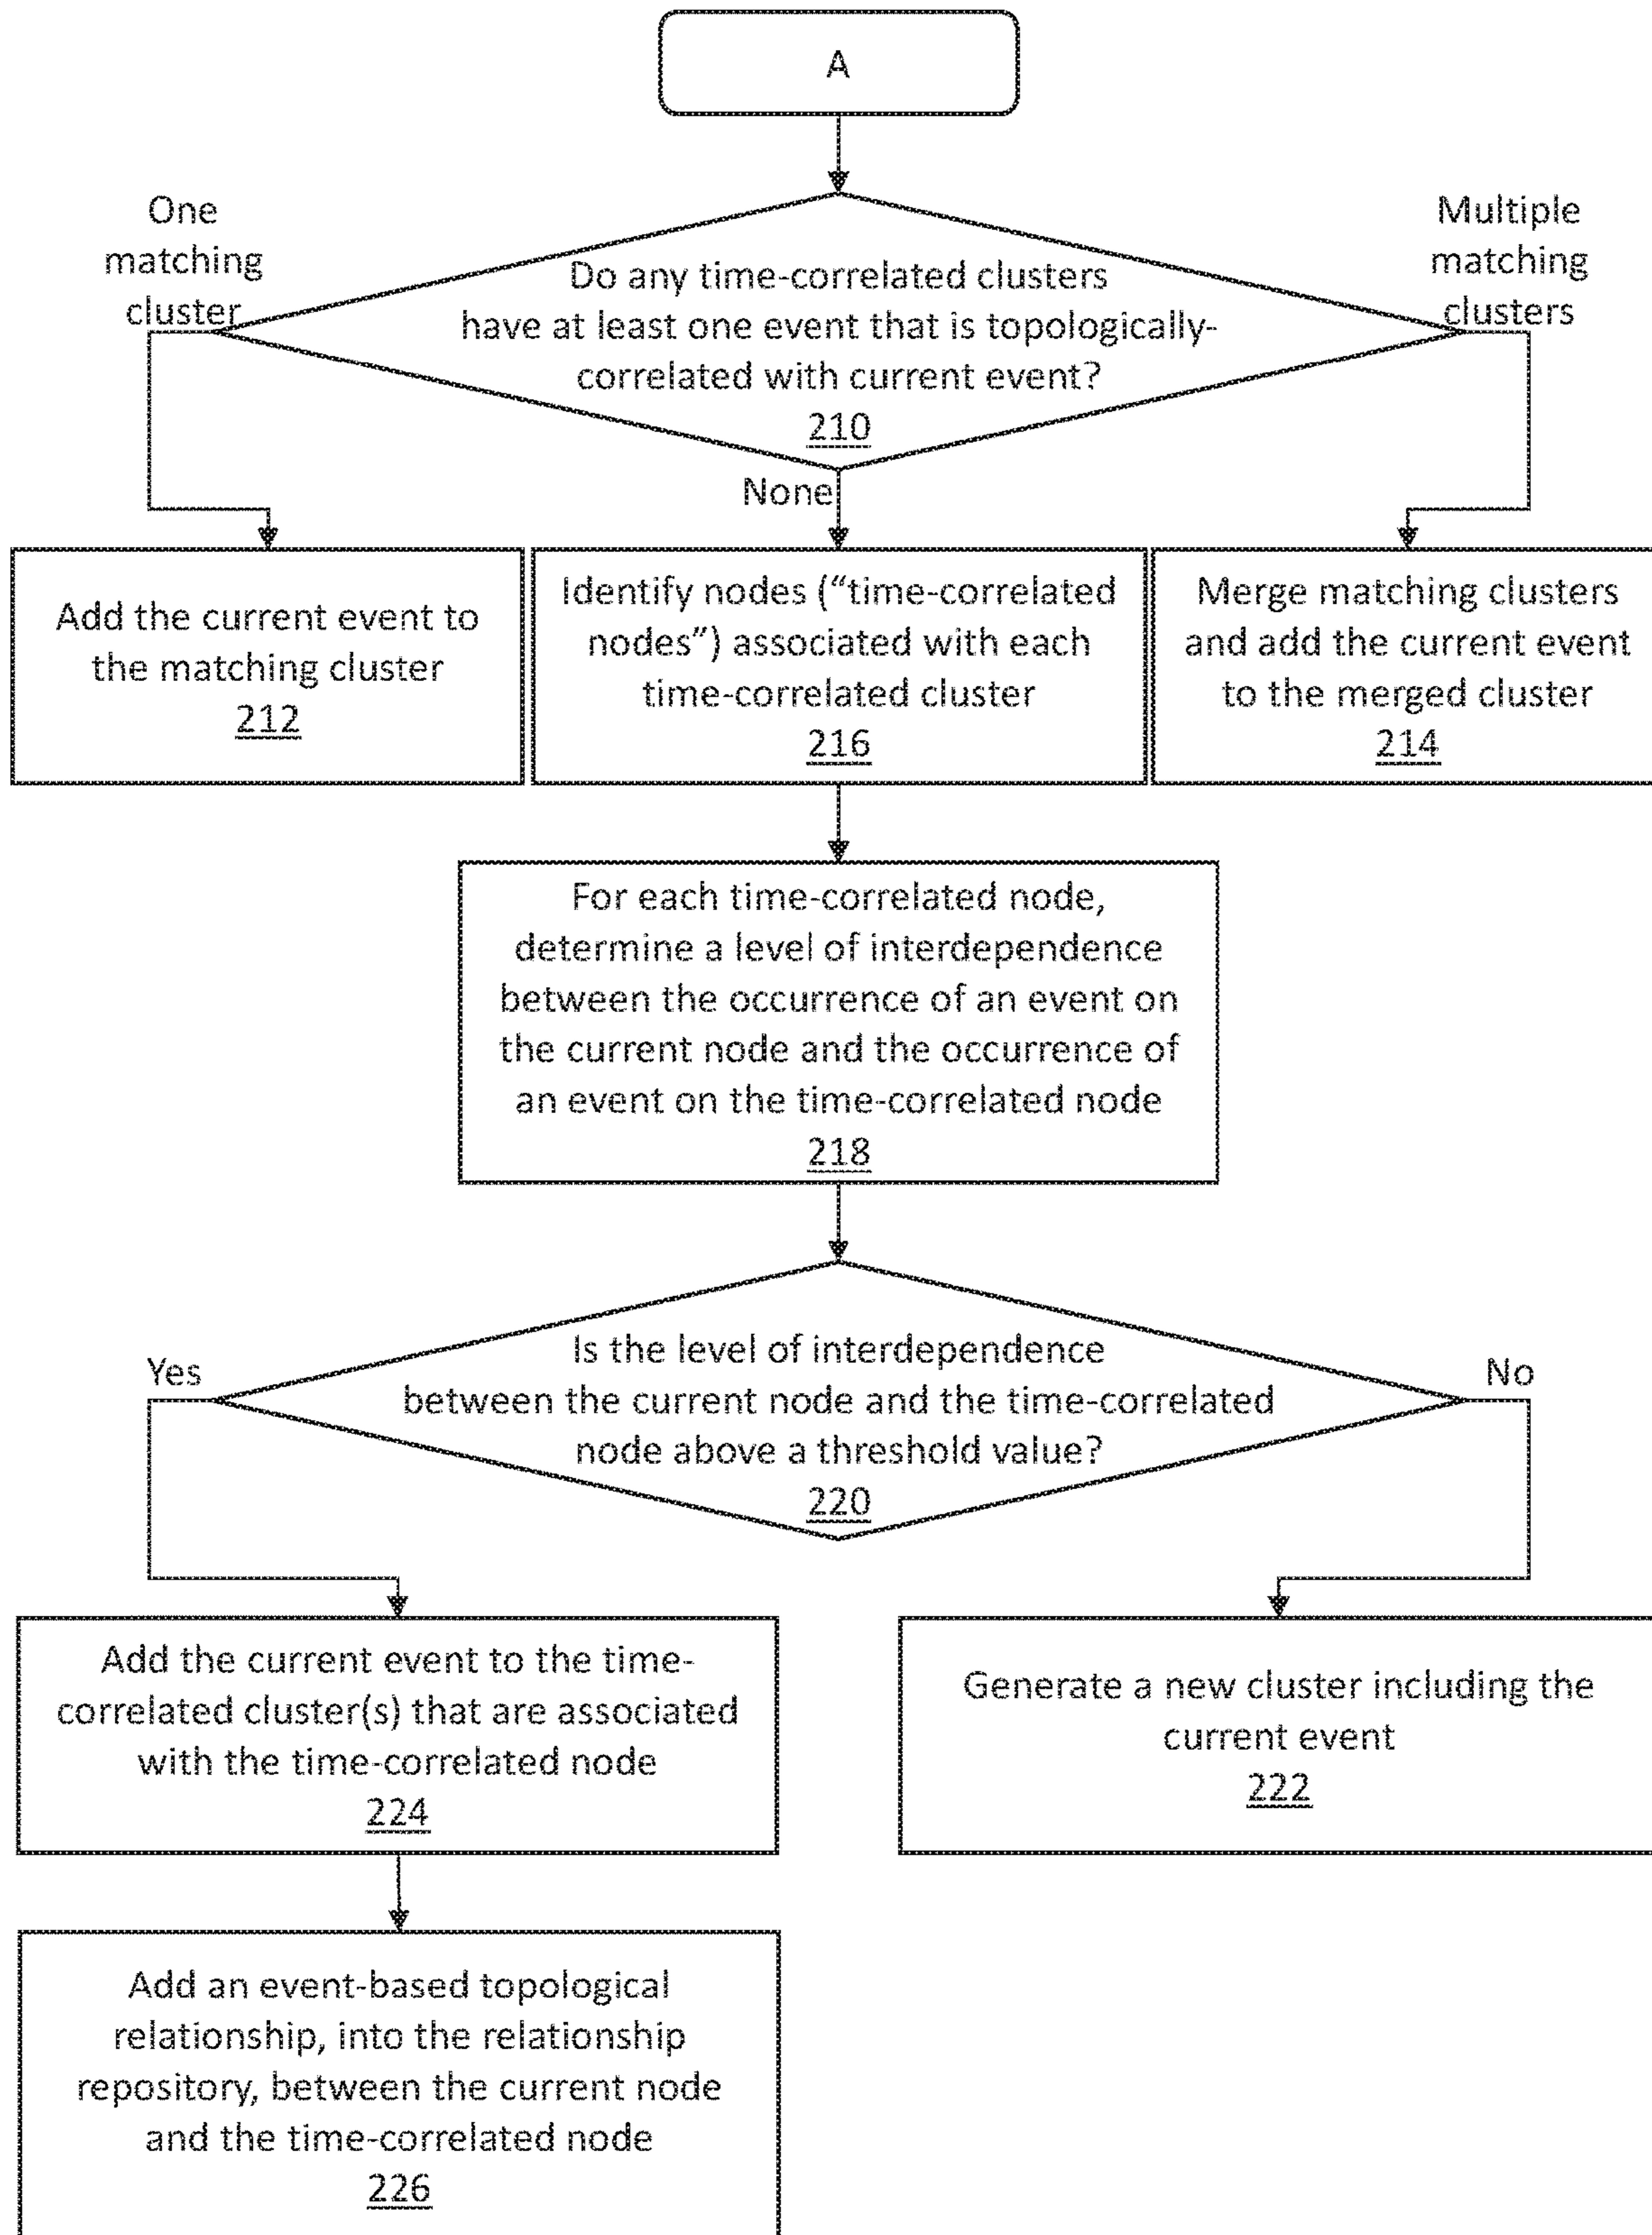 A
One
matching
cluster
Multiple
matching
clusters
Do any time-correlated clusters
have at least one event that is topologically-
correlated with current event?
210
None
Add the current event to
the matching cluster
212
Identify nodes (“time-correlated
nodes”) associated with each
time-correlated cluster
216
Merge matching clusters
and add the current event
to the merged cluster
214
For each time-correlated node,
determine a level of interdependence
between the occurrence of an event on
the current node and the occurrence of
an event on the time-correlated node
218
Yes
Is the level of interdependence
between the current node and the time-correlated
node above a threshold value?
220
No
Add the current event to the time-
correlated cluster(s) that are associated
with the time-correlated node
224
Generate a new cluster including the
current event
222
Add an event-based topological
relationship, into the relationship
repository, between the current node
and the time-correlated node
226